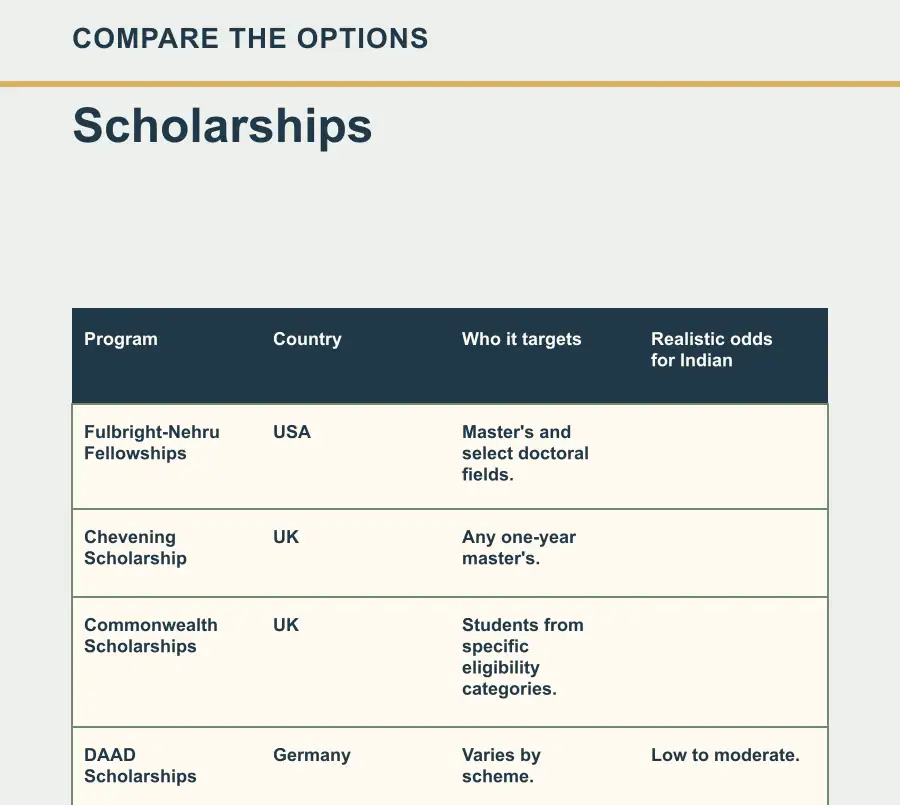 COMPARE THE OPTIONS
Scholarships
Program
Country
Who it targets
Realistic odds
for Indian
Fulbright-Nehru
Fellowships
USA
Master's and
select doctoral
fields.
Chevening
Scholarship
UK
Any one-year
master's.
Commonwealth
Scholarships
UK
Students from
specific
eligibility
categories.
DAAD
Scholarships
Germany
Varies by
scheme.
Low to moderate.